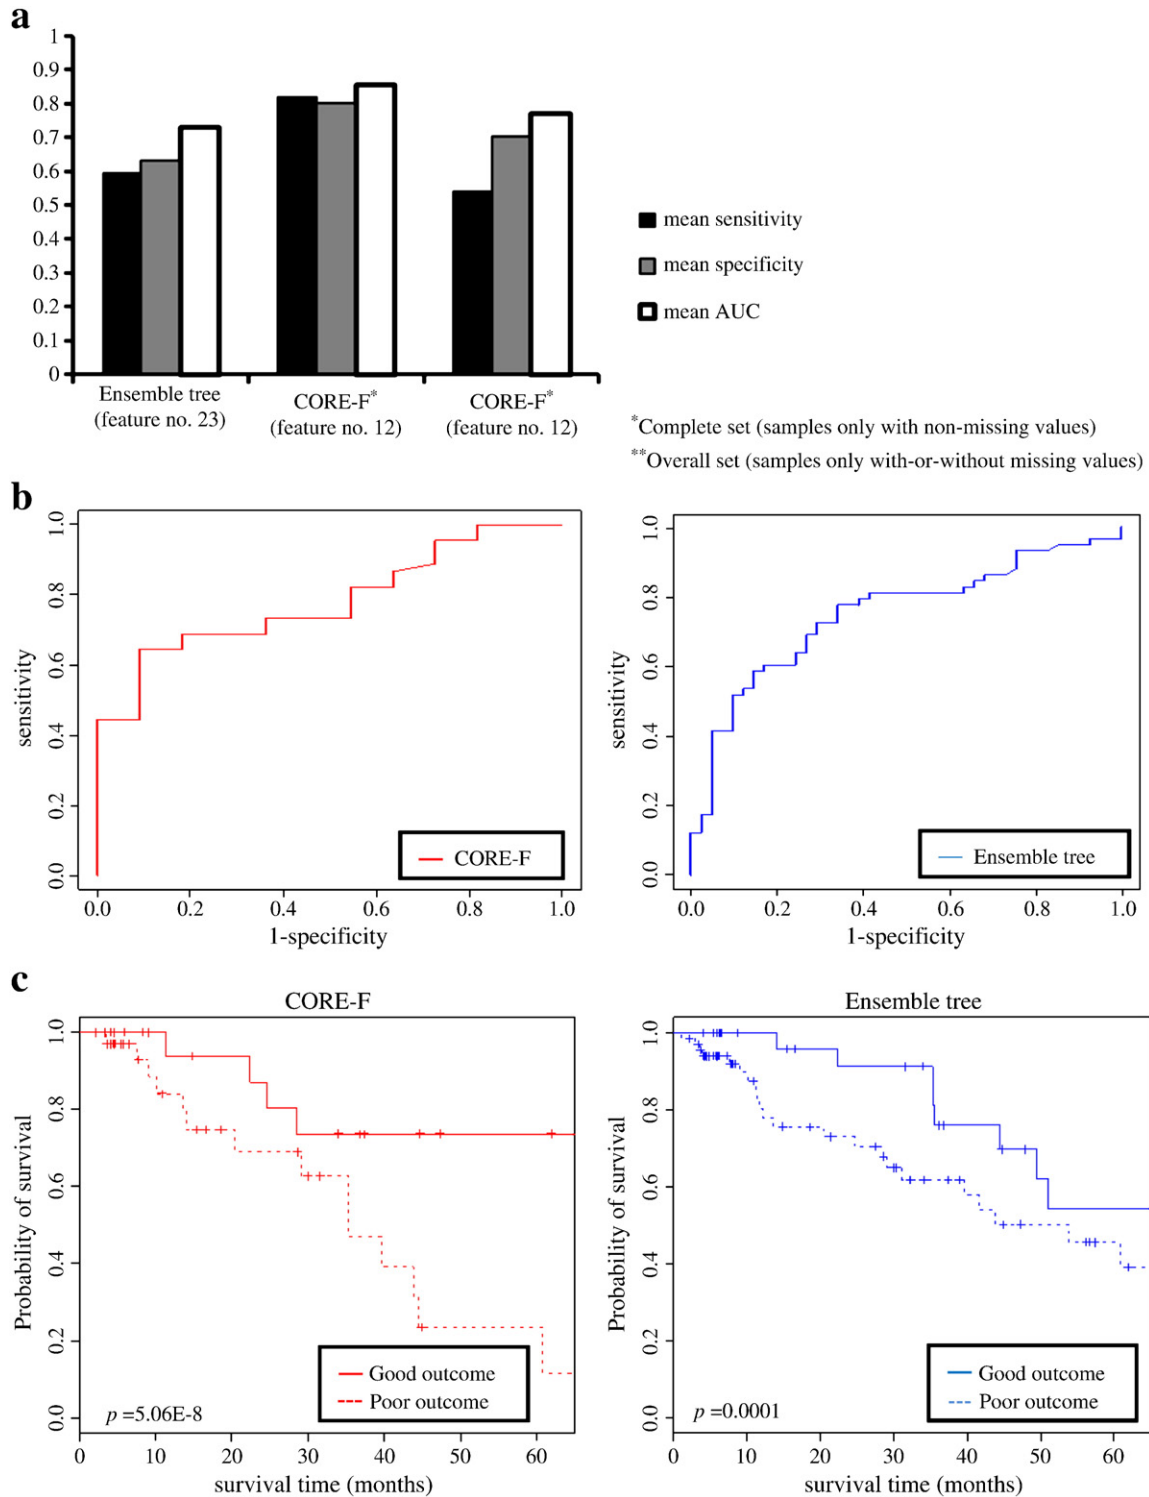 a
1
0.9
0.8
0.7
0.6
0.5
0.4
0.3
0.2
0.1
0
Ensemble tree
(feature no. 23)
CORE-F*
(feature no. 12)
CORE-F*
(feature no. 12)
mean sensitivity
mean specificity
mean AUC
*Complete set (samples only with non-missing values)
**Overall set (samples only with-or-without missing values)
b
sensitivity
1.0
0.8
0.6
0.4
0.2
0.0
CORE-F
0.0 0.2 0.4 0.6 0.8 1.0
1-specificity
sensitivity
1.0
0.8
0.6
0.4
0.2
0.0
Ensemble tree
0.0 0.2 0.4 0.6 0.8 1.0
1-specificity
c
CORE-F
Probability of survival
1.0
0.8
0.6
0.4
0.2
0.0
Good outcome
Poor outcome
p =5.06E-8
0 10 20 30 40 50 60
survival time (months)
Ensemble tree
Probability of survival
1.0
0.8
0.6
0.4
0.2
0.0
Good outcome
Poor outcome
p =0.0001
0 10 20 30 40 50 60
survival time (months)